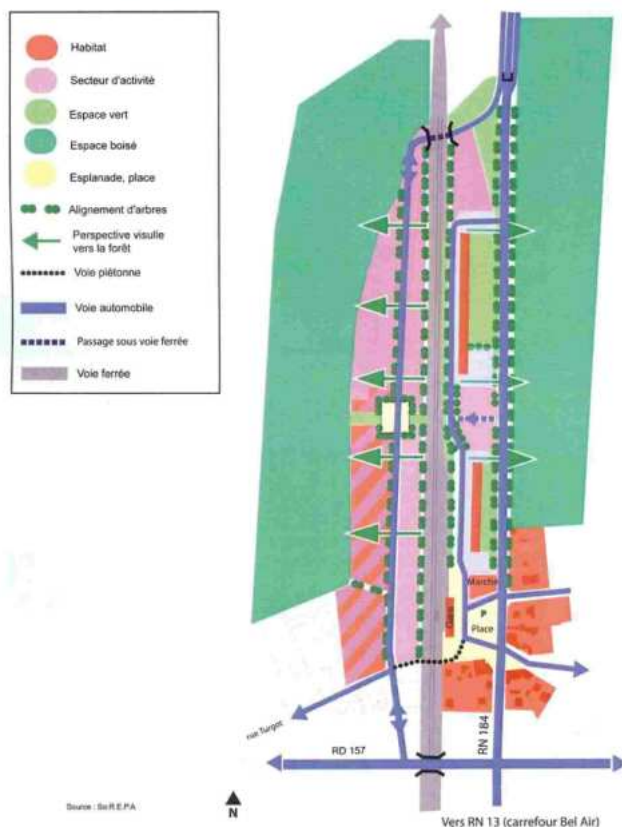 Habitat
Secteur d'activité
Espace vert
Espace boisé
Esplanade, place
Alignement d'arbres
Perspective visulle
vers la forêt
Voie piétonne
Voie automobile
Passage sous voie ferrée
Voie ferrée
Marché
Gare
P
Place
rue Turgot
RD 157
RN 184
Source : So.R.E.P.A
N
Vers RN 13 (carrefour Bel Air)